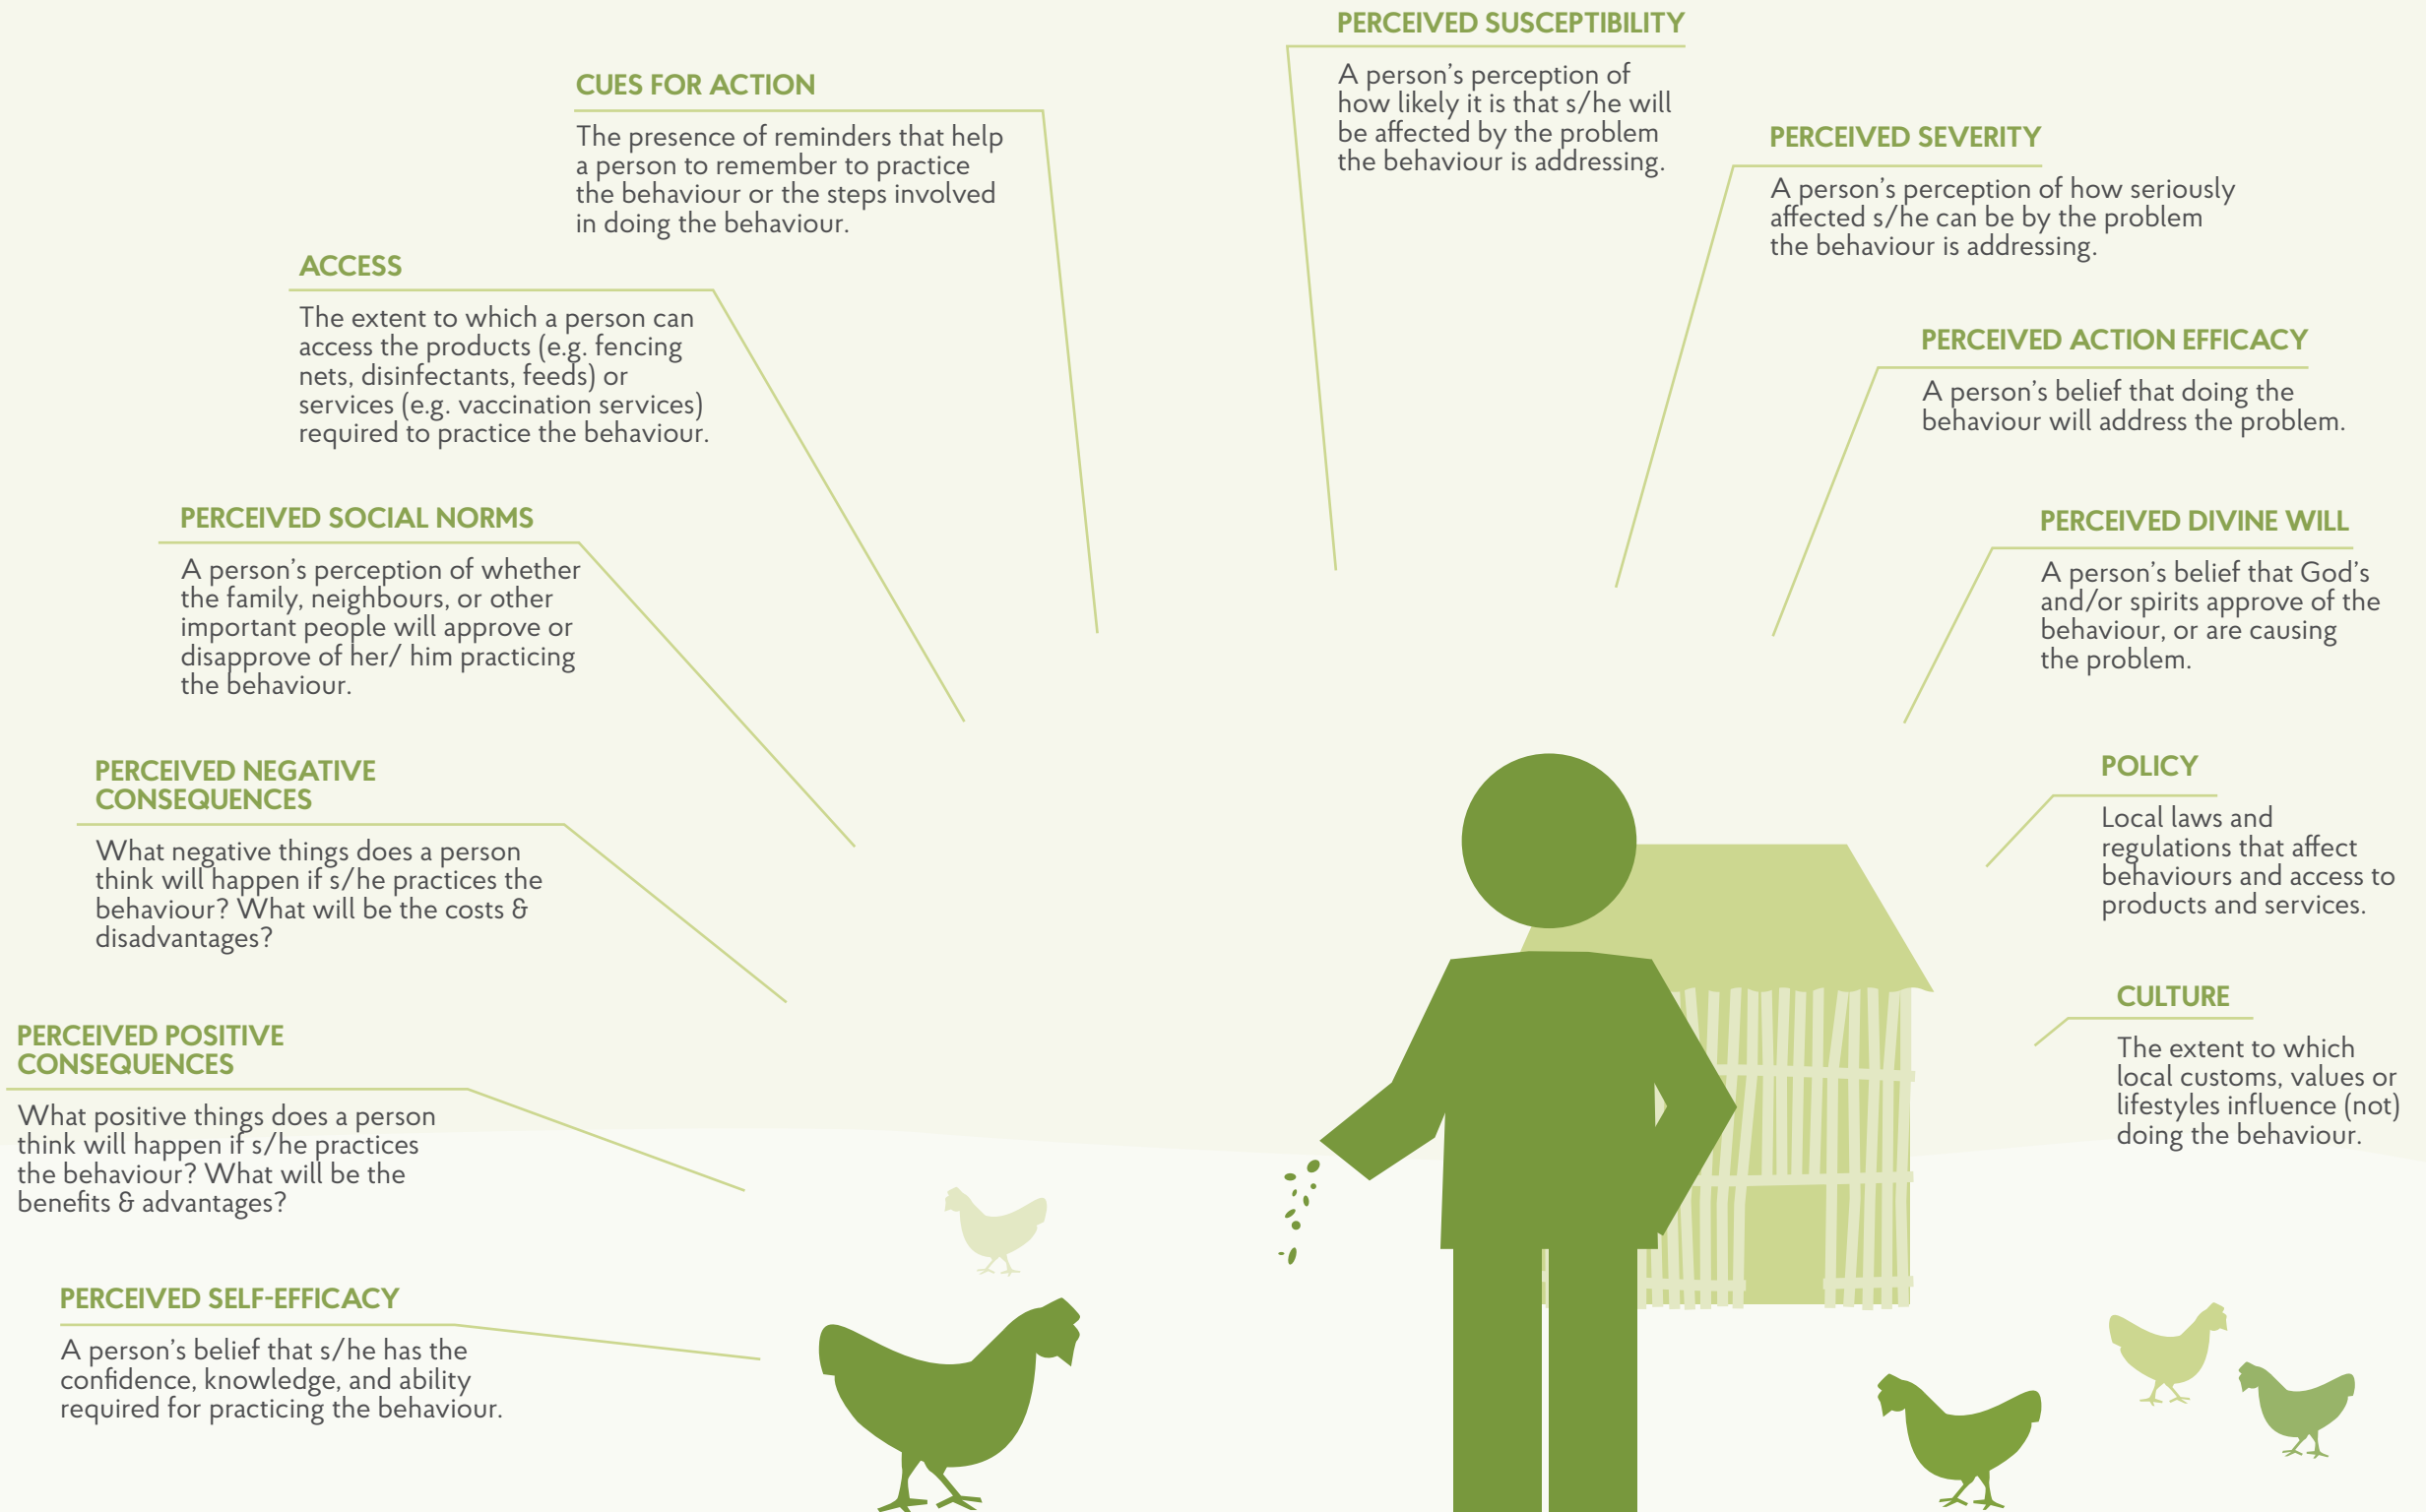 PERCEIVED SUSCEPTIBILITY
A person's perception of
how likely it is that s/he will
be affected by the problem
the behaviour is addressing.
CUES FOR ACTION
The presence of reminders that help
a person to remember to practice
the behaviour or the steps involved
in doing the behaviour.
PERCEIVED SEVERITY
A person's perception of how seriously
affected s/he can be by the problem
the behaviour is addressing.
ACCESS
The extent to which a person can
access the products (e.g. fencing
nets, disinfectants, feeds) or
services (e.g. vaccination services)
required to practice the behaviour.
PERCEIVED ACTION EFFICACY
A person's belief that doing the
behaviour will address the problem.
PERCEIVED SOCIAL NORMS
A person's perception of whether
the family, neighbours, or other
important people will approve or
disapprove of her/ him practicing
the behaviour.
PERCEIVED DIVINE WILL
A person's belief that God's
and/or spirits approve of the
behaviour, or are causing
the problem.
PERCEIVED NEGATIVE
CONSEQUENCES
What negative things does a person
think will happen if s/he practices the
behaviour? What will be the costs &
disadvantages?
POLICY
Local laws and
regulations that affect
behaviours and access to
products and services.
PERCEIVED POSITIVE
CONSEQUENCES
What positive things does a person
think will happen if s/he practices
the behaviour? What will be the
benefits & advantages?
CULTURE
The extent to which
local customs, values or
lifestyles influence (not)
doing the behaviour.
PERCEIVED SELF-EFFICACY
A person's belief that s/he has the
confidence, knowledge, and ability
required for practicing the behaviour.